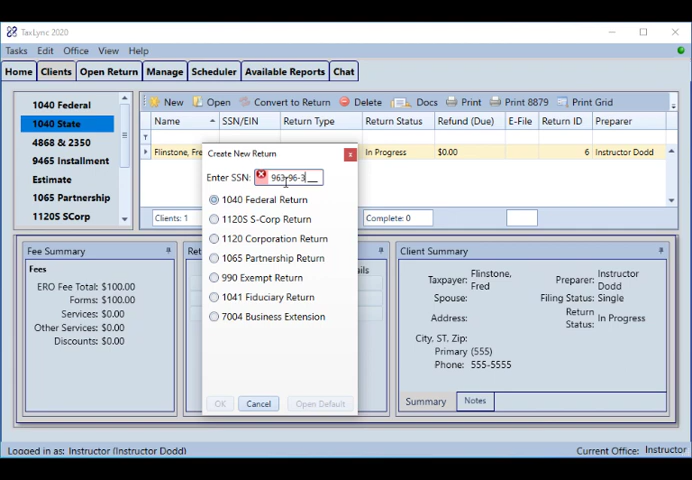 TaxLync 2020
Tasks Edit Office View Help
Home Clients Open Return Manage Scheduler Available Reports Chat
1040 Federal
1040 State
4868 & 2350
9465 Installment
Estimate
1065 Partnership
1120S SCorp
New Open Convert to Return Delete Docs Print Print 8879 Print Grid
Name SSN/EIN Return Type Return Status Refund (Due) E-File Return ID Preparer
Flinstone, Fre In Progress $0.00 6 Instructor Dodd
Clients: 1 Complete: 0
Create New Return
x
Enter SSN: 963-96-3__
1040 Federal Return
1120S S-Corp Return
1120 Corporation Return
1065 Partnership Return
990 Exempt Return
1041 Fiduciary Return
7004 Business Extension
OK Cancel Open Default
Fee Summary
Fees
ERO Fee Total: $100.00
Forms: $100.00
Services: $0.00
Other Services: $0.00
Discounts: $0.00
Ret
ils
Client Summary
Taxpayer: Flinstone, Fred
Spouse:
Address:
City. ST. Zip:
Primary Phone: (555) 555-5555
Preparer: Instructor Dodd
Filing Status: Single
Return Status: In Progress
Summary Notes
Logged in as: Instructor (Instructor Dodd)
Current Office: Instructor